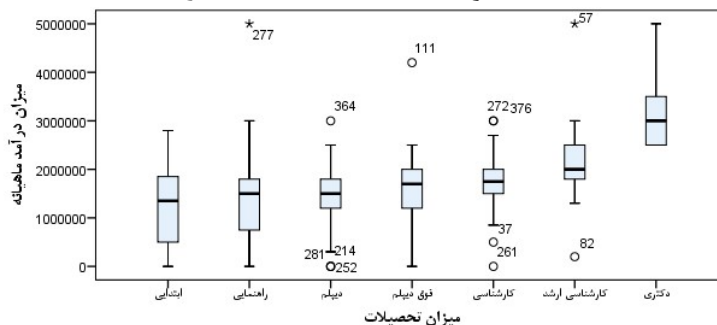 میزان درآمد ماهیانه
5000000
4000000
3000000
2000000
1000000
0
277
364
281
214
252
111
272 376
37
261
57
82
ابتدایی
راهنمایی
دیپلم
فوق دیپلم
کارشناسی
کارشناسی ارشد
دکتری
میزان تحصیلات